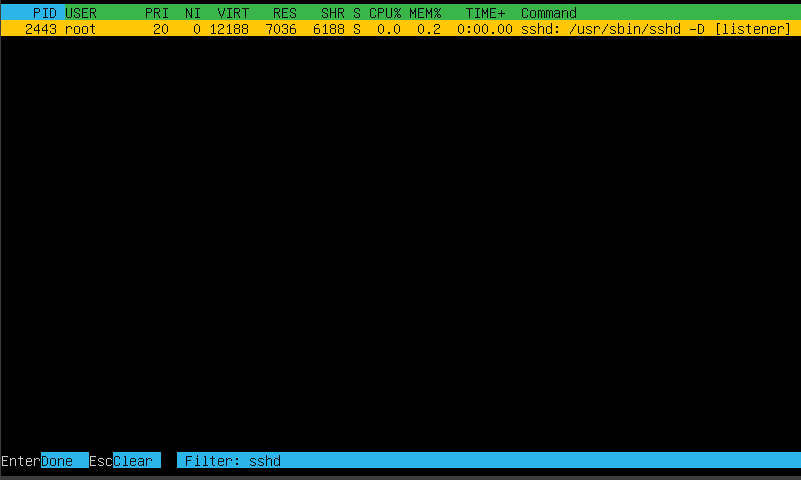 PID USER PRI NI VIRT RES SHR S CPU% MEM% TIME+ Command
2443 root 20 0 12188 7036 6188 S 0.0 0.2 0:00.00 sshd: /usr/sbin/sshd -D [listener]
EnterDone EscClear Filter: sshd